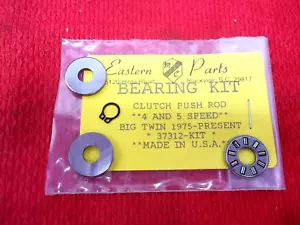 Eastern Parts
BEARING KIT
CLUTCH PUSH ROD
**4 AND 5 SPEED**
BIG TWIN 1975-PRESENT
* 37312-KIT *
**MADE IN U.S.A.**